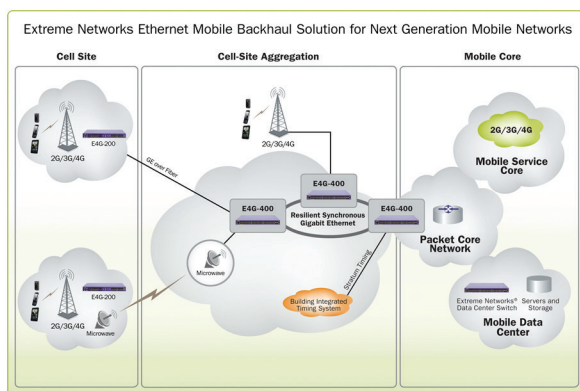 Extreme Networks Ethernet Mobile Backhaul Solution for Next Generation Mobile Networks
Cell Site
Cell-Site Aggregation
Mobile Core
2G/3G/4G
E4G-200
GE over Fiber
2G/3G/4G
E4G-400
E4G-400
E4G-400
Resilient Synchronous
Gigabit Ethernet
Microwave
Stratum Timing
Building Integrated
Timing System
E4G-200
2G/3G/4G
Microwave
2G/3G/4G
Mobile Service
Core
Packet Core
Network
Extreme Networks®
Data Center Switch
Servers and
Storage
Mobile Data
Center